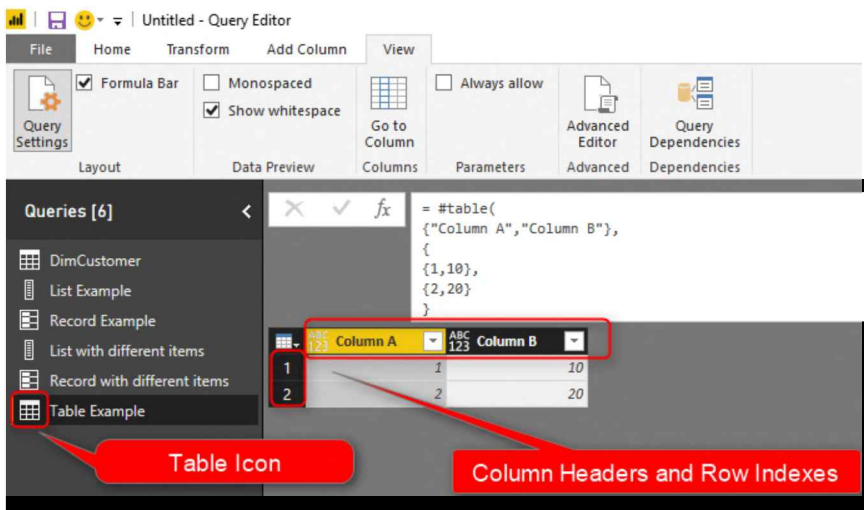 Untitled - Query Editor
File Home Transform Add Column View
Formula Bar Monospaced Always allow
Show whitespace
Query Settings Go to Column Advanced Editor Query Dependencies
Layout Data Preview Columns Parameters Advanced Dependencies
Queries [6]
DimCustomer
List Example
Record Example
List with different items
Record with different items
Table Example
fx
= #table(
{"Column A","Column B"},
{
{1,10},
{2,20}
}
ABC 123 Column A ABC 123 Column B
1 1 10
2 2 20
Table Icon
Column Headers and Row Indexes